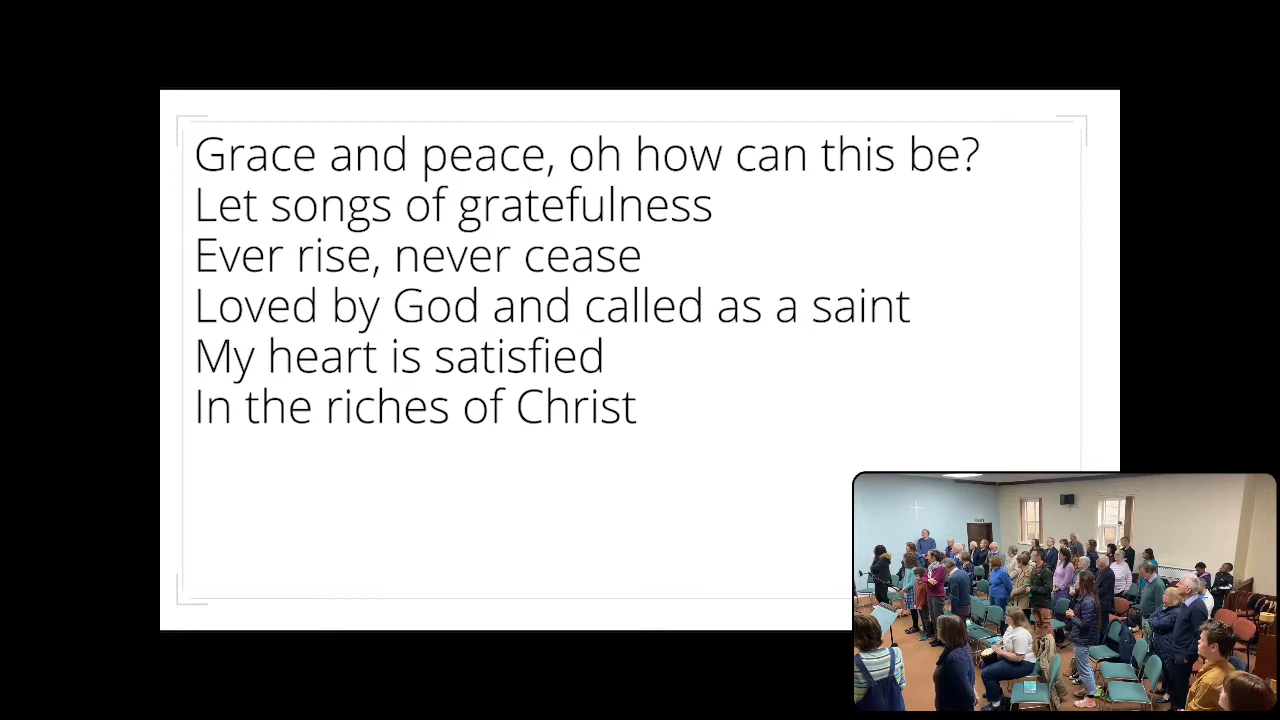 Grace and peace, oh how can this be?
Let songs of gratefulness
Ever rise, never cease
Loved by God and called as a saint
My heart is satisfied
In the riches of Christ